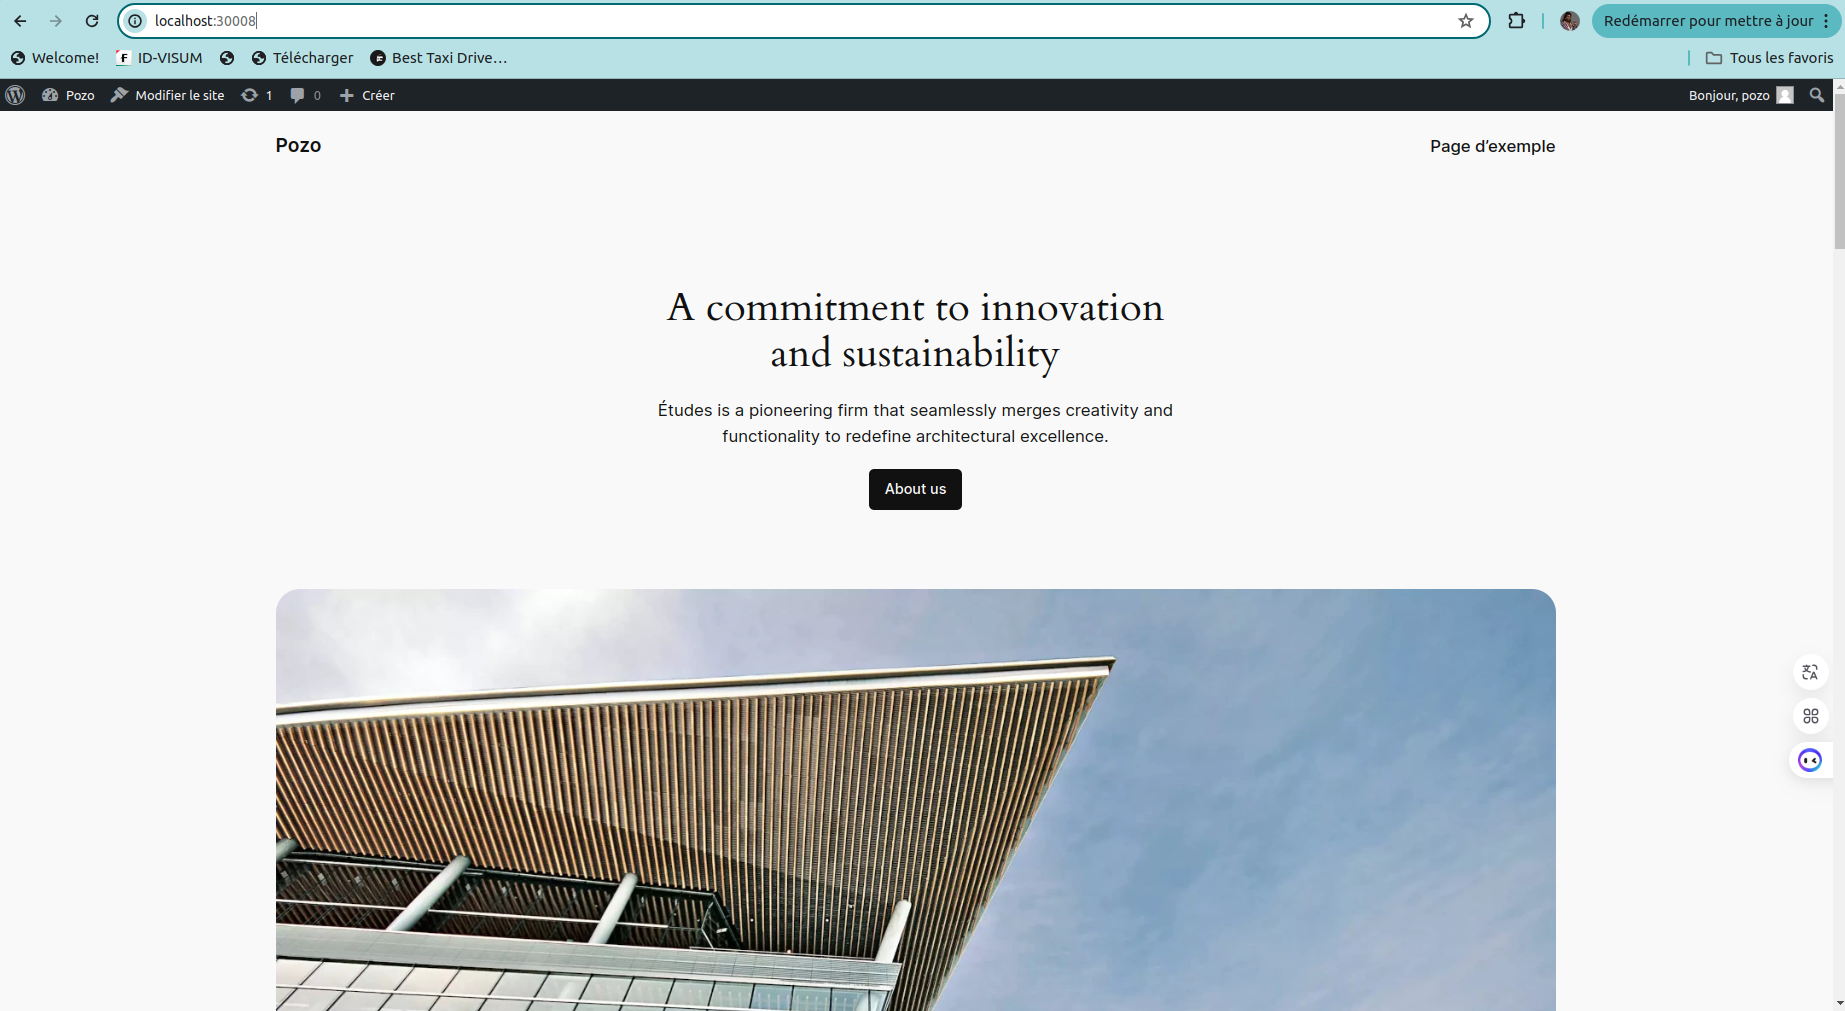 localhost:30008
Redémarrer pour mettre à jour
Welcome!
ID-VISUM
Télécharger
Best Taxi Drive…
Tous les favoris
Pozo
Modifier le site
1
0
Créer
Bonjour, pozo
Pozo
Page d’exemple
A commitment to innovation
and sustainability
Études is a pioneering firm that seamlessly merges creativity and
functionality to redefine architectural excellence.
About us